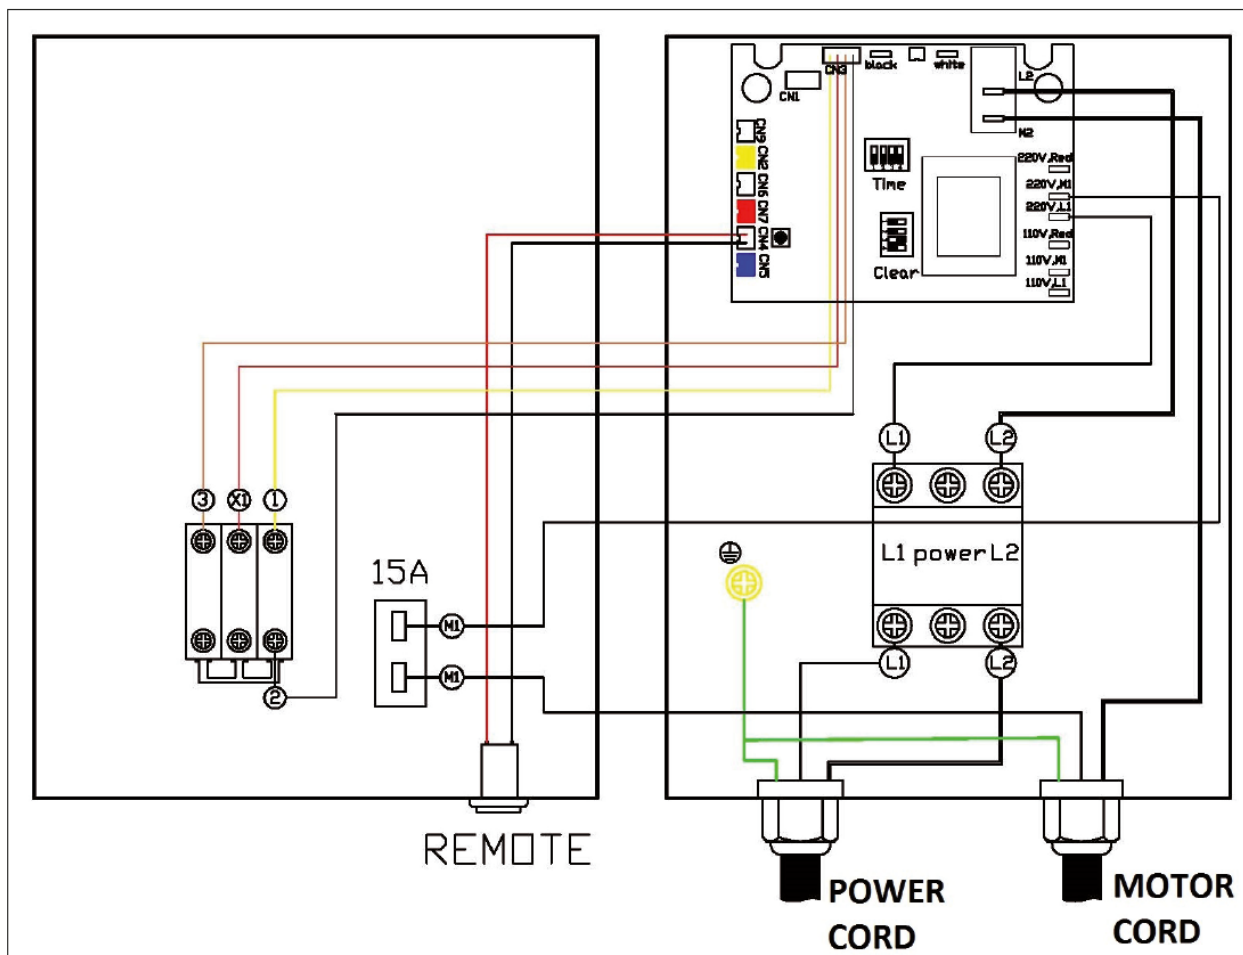 L2
CN3
black
white
CN1
M2
CN9
CN2
CN6
CN7
CN4
CN5
Time
Clear
220V,Red
220V,M1
220V,L1
110V,Red
110V,M1
110V,L1
L1
L2
3
X1
1
L1 power L2
15A
M1
M1
L1
L2
2
REMOTE
POWER
CORD
MOTOR
CORD